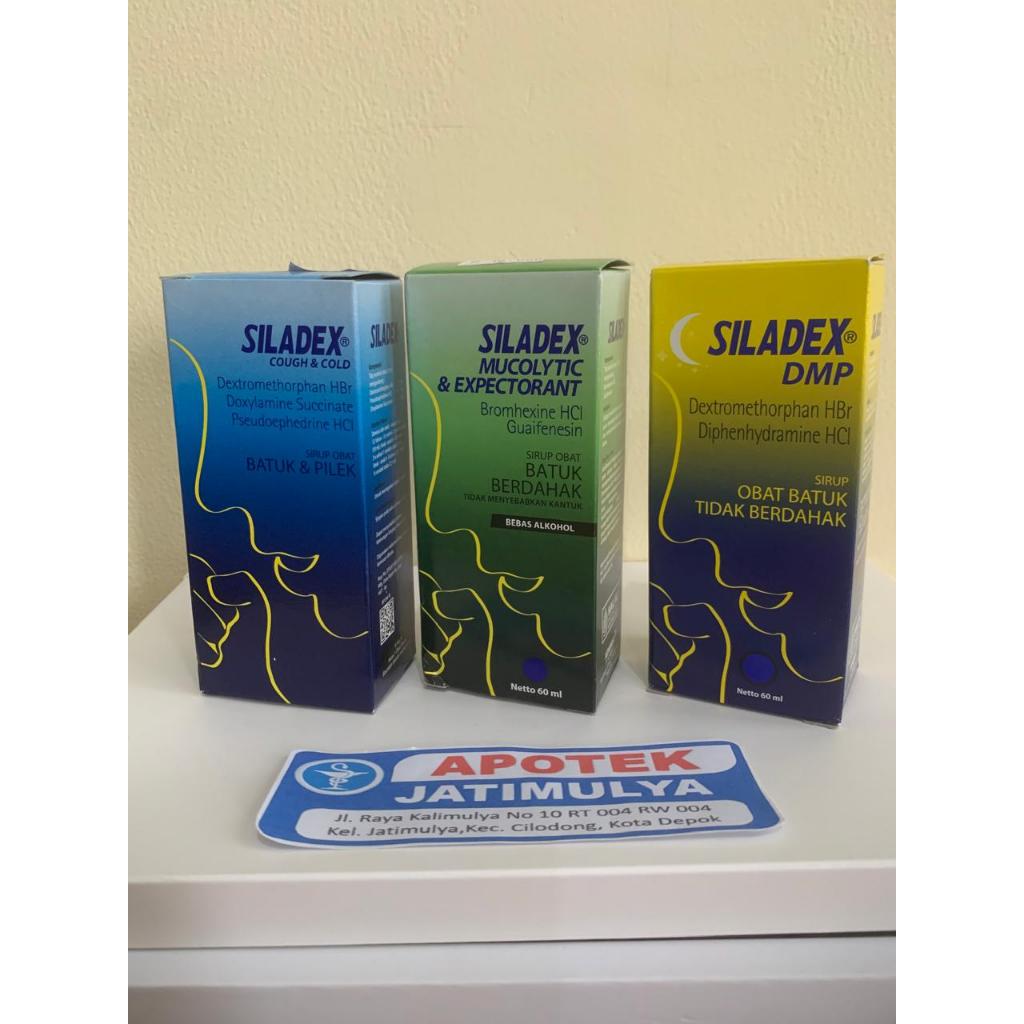 SILADEX®
COUGH & COLD
Dextromethorphan HBr
Doxylamine Succinate
Pseudoephedrine HCl
SIRUP OBAT
BATUK & PILEK
SILADEX®
MUCOLYTIC
& EXPECTORANT
Bromhexine HCl
Guaifenesin
SIRUP OBAT
BATUK
BERDAHAK
TIDAK MENYEBABKAN KANTUK
BEBAS ALKOHOL
Netto 60 ml
SILADEX®
DMP
Dextromethorphan HBr
Diphenhydramine HCl
SIRUP
OBAT BATUK
TIDAK BERDAHAK
Netto 60 ml
APOTEK
JATIMULYA
Jl. Raya Kalimulya No 10 RT 004 RW 004
Kel. Jatimulya,Kec. Cilodong, Kota Depok